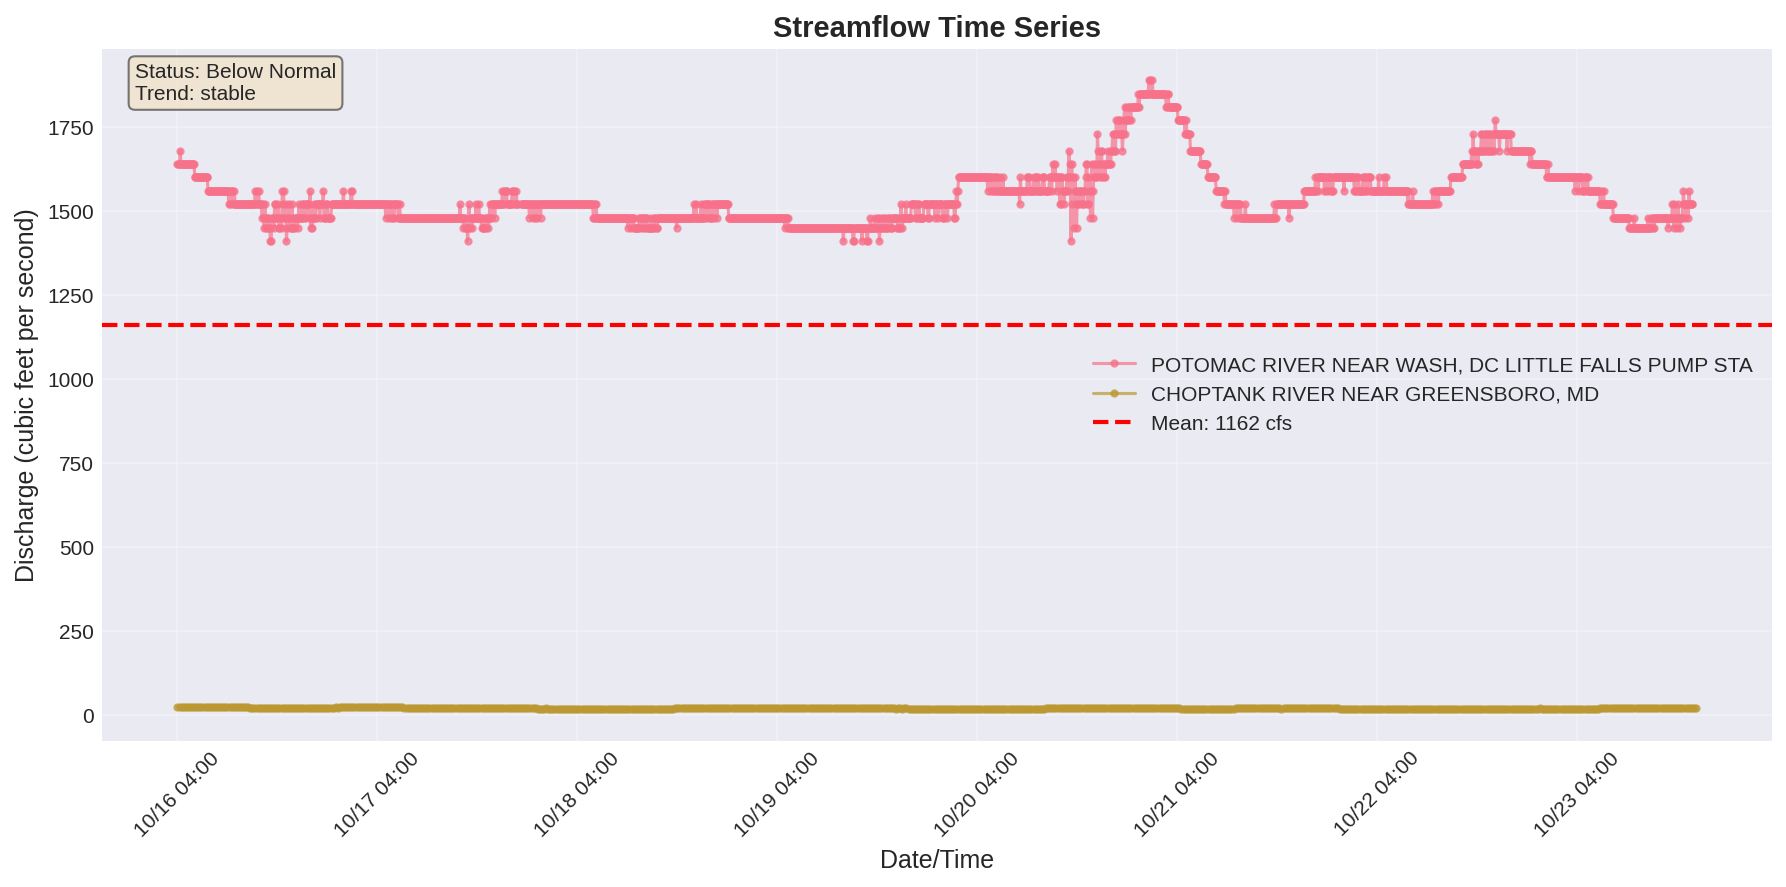 Streamflow Time Series
Status: Below Normal
Trend: stable
Discharge (cubic feet per second)
1750
1500
1250
1000
750
500
250
0
POTOMAC RIVER NEAR WASH, DC LITTLE FALLS PUMP STA
CHOPTANK RIVER NEAR GREENSBORO, MD
Mean: 1162 cfs
10/16 04:00
10/17 04:00
10/18 04:00
10/19 04:00
10/20 04:00
10/21 04:00
10/22 04:00
10/23 04:00
Date/Time